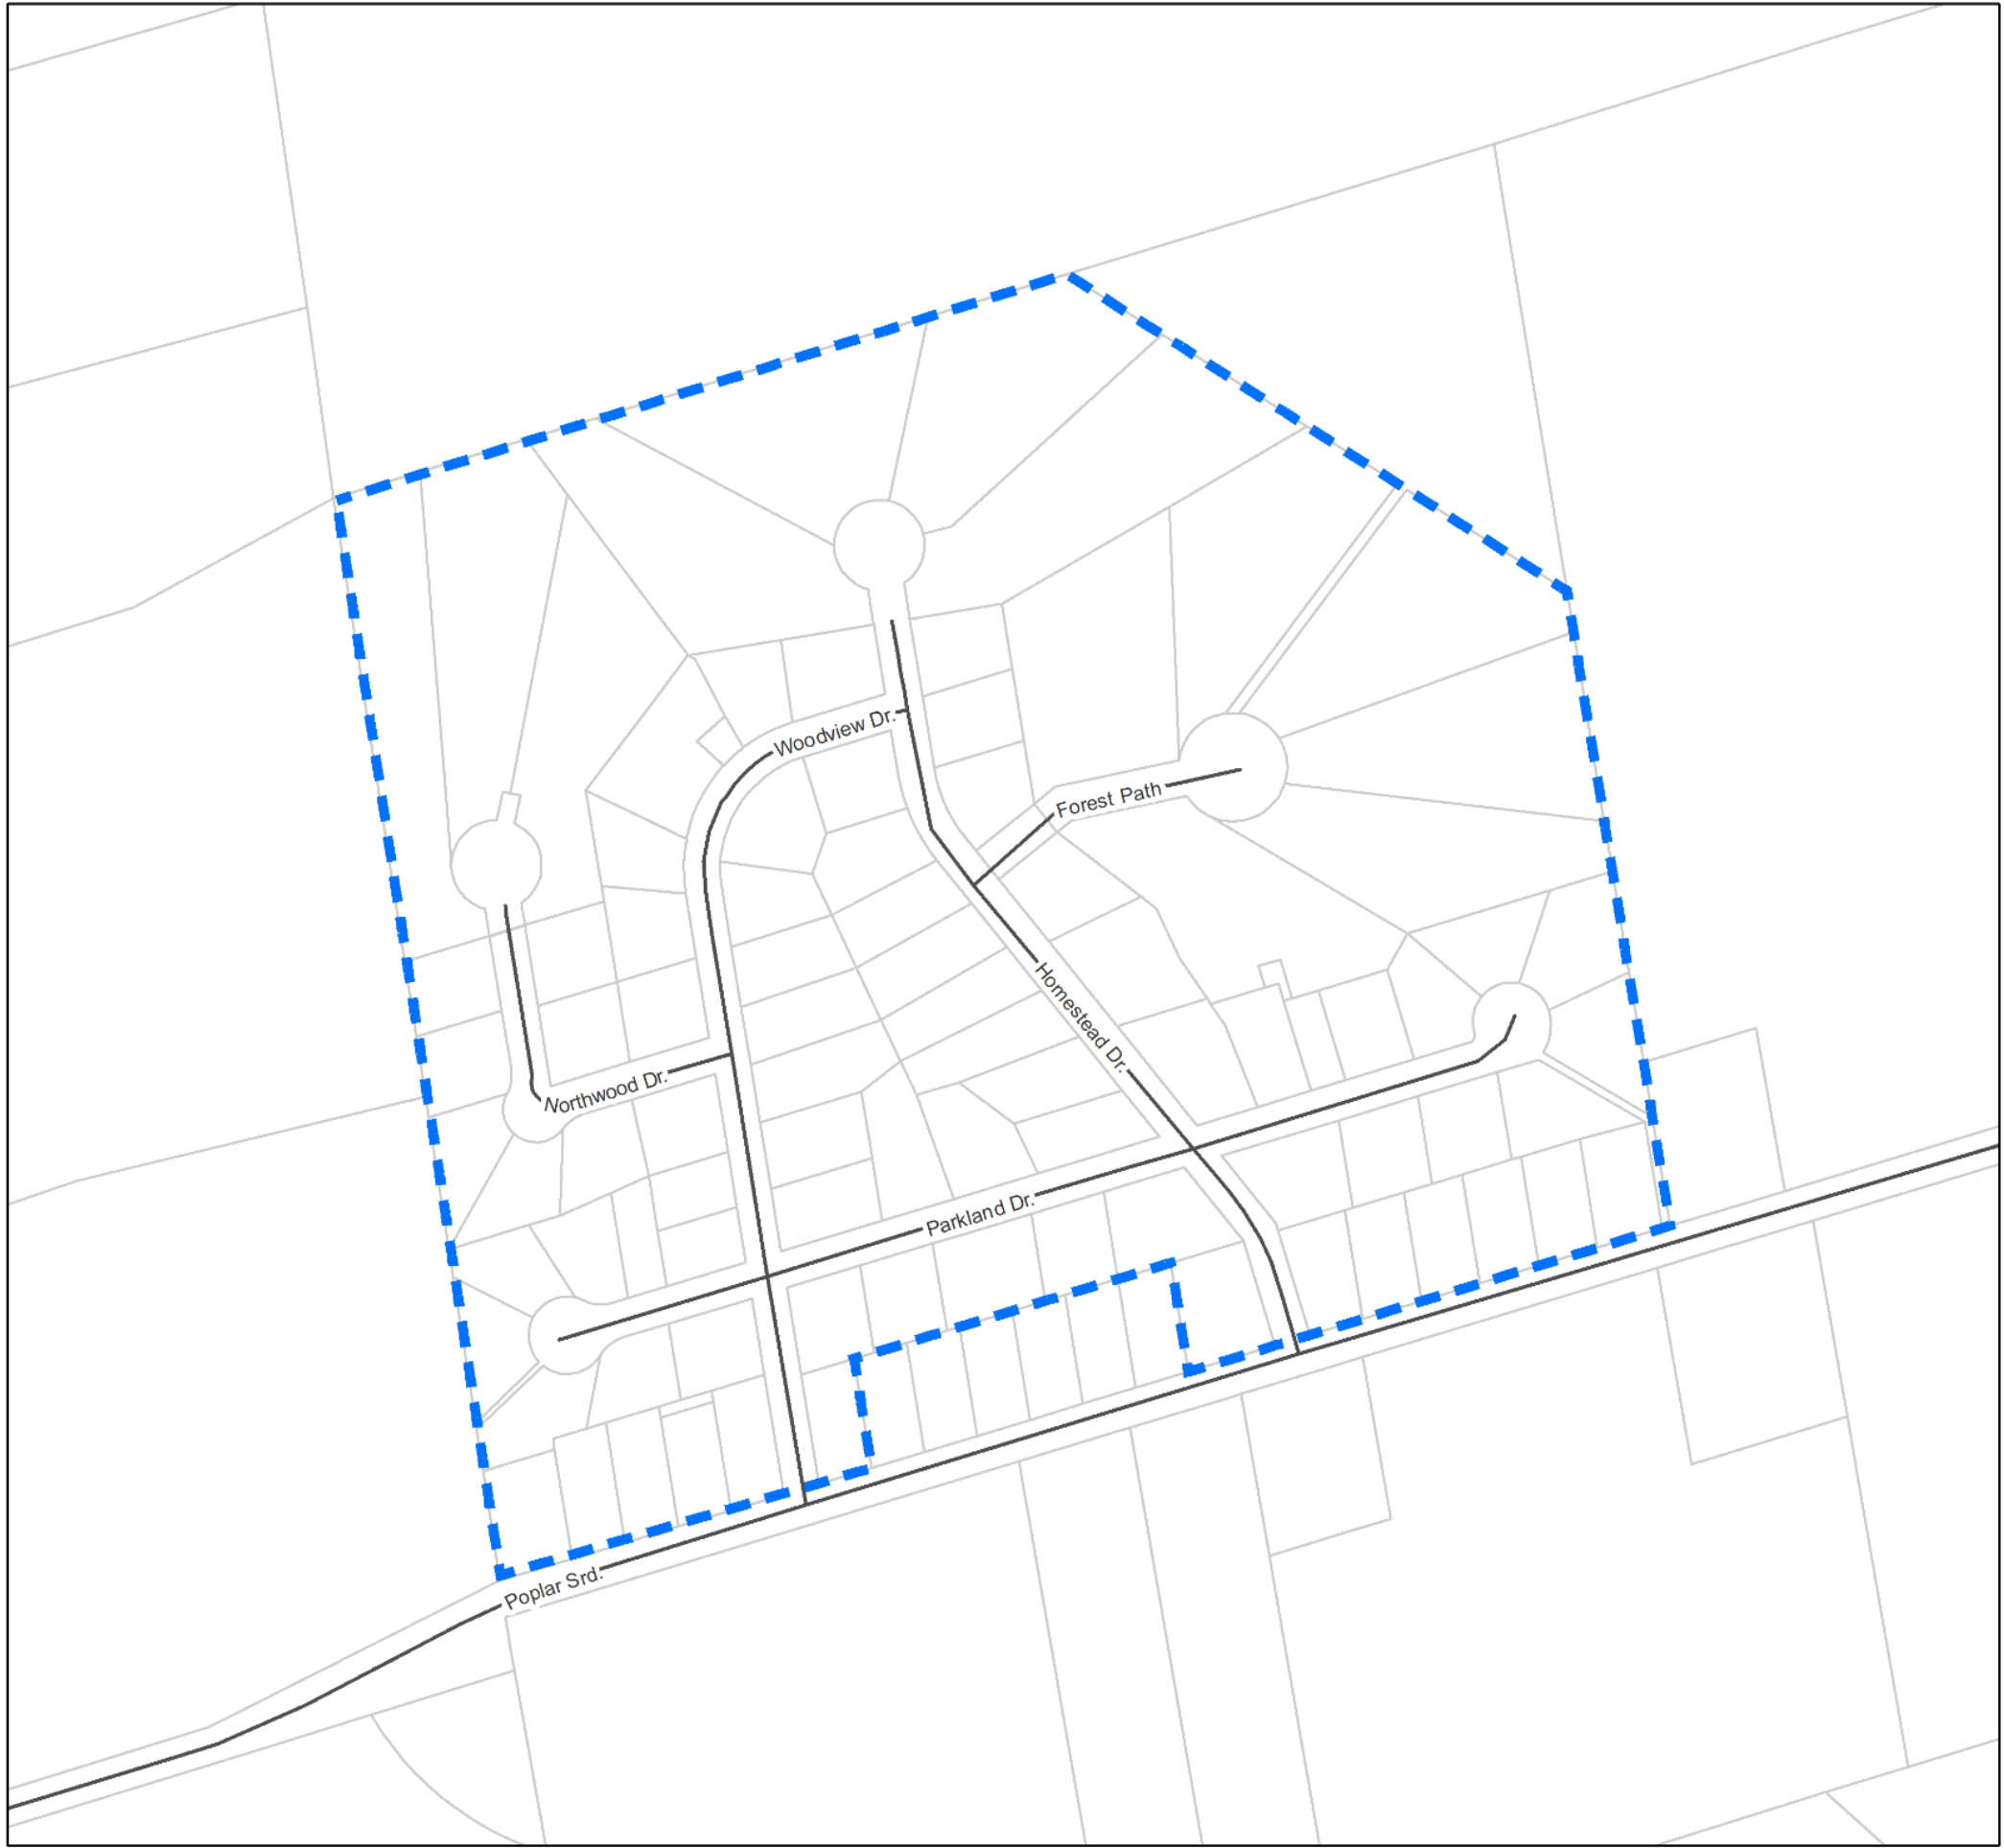 Woodview Dr.
Forest Path
Homestead Dr.
Northwood Dr.
Parkland Dr.
Poplar Srd.